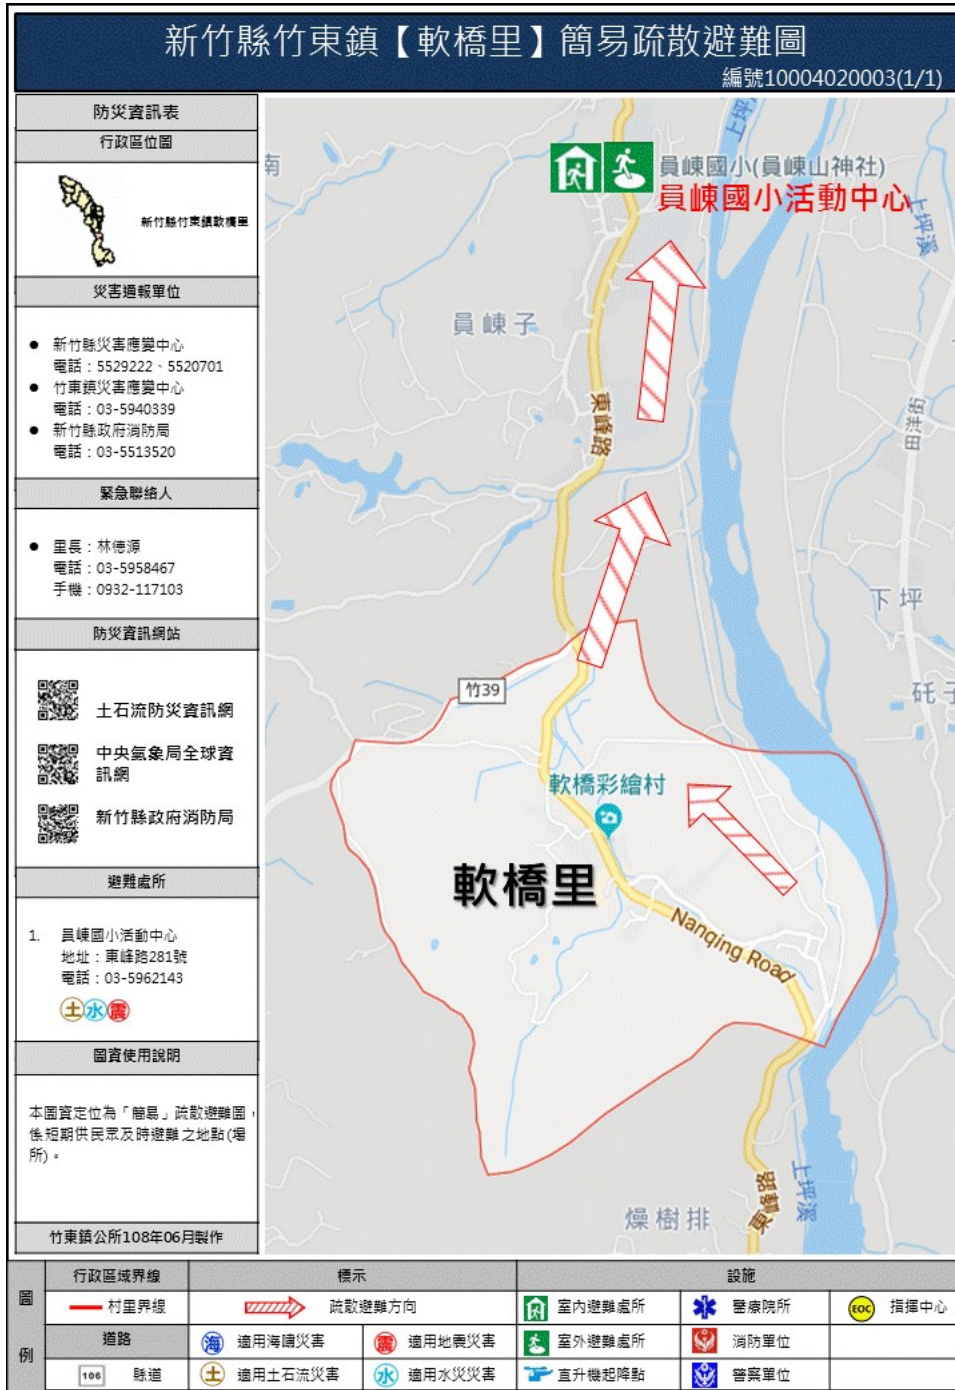 新竹縣竹東鎮【軟橋里】簡易疏散避難圖
編號10004020003(1/1)
防災資訊表
行政區位圖
新竹縣竹東鎮軟橋里
災害通報單位
● 新竹縣災害應變中心
電話：5529222、5520701
● 竹東鎮災害應變中心
電話：03-5940339
● 新竹縣政府消防局
電話：03-5513520
緊急聯絡人
● 里長：林德源
電話：03-5958467
手機：0932-117103
防災資訊網站
土石流防災資訊網
中央氣象局全球資
訊網
新竹縣政府消防局
避難處所
1. 員崠國小活動中心
地址：東峰路281號
電話：03-5962143
土水震
圖資使用說明
本圖資定位為「簡易」疏散避難圖，
係短期供民眾及時避難之地點(場
所)。
竹東鎮公所108年06月製作
南
上坪
員崠國小(員崠山神社)
員崠國小活動中心
上坪溪
員崠子
東峰路
田洋街
下坪
竹39
砥子
軟橋彩繪村
軟橋里
Nanqing Road
東峰路
上坪溪
燥樹排
圖例
行政區域界線
標示
設施
村里界線
疏散避難方向
室內避難處所
醫療院所
EOC 指揮中心
道路
海 適用海嘯災害
震 適用地震災害
室外避難處所
消防單位
106 縣道
土 適用土石流災害
水 適用水災災害
直升機起降點
警察單位